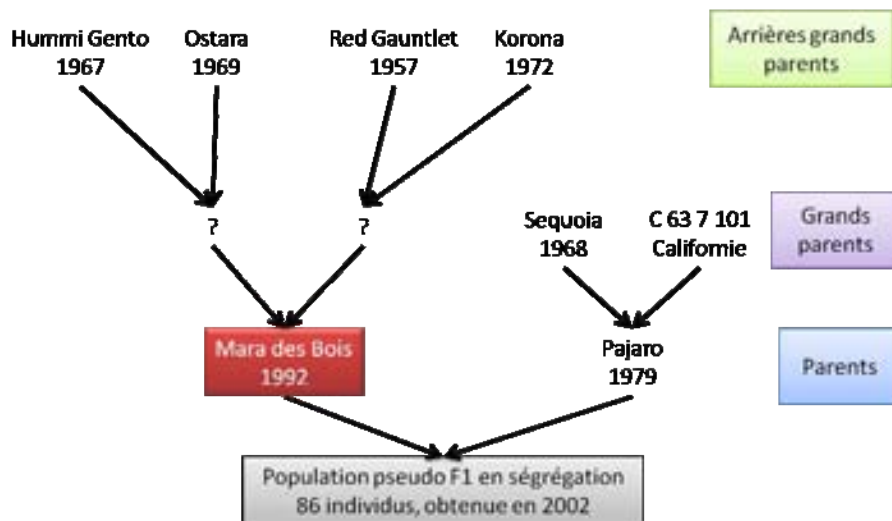 Hummi Gento
1967
Ostara
1969
Red Gauntlet
1957
Korona
1972
Arrières grands
parents
?
?
Sequoia
1968
C 63 7 101
Californie
Grands
parents
Mara des Bois
1992
Pajaro
1979
Parents
Population pseudo F1 en ségrégation
86 individus, obtenue en 2002